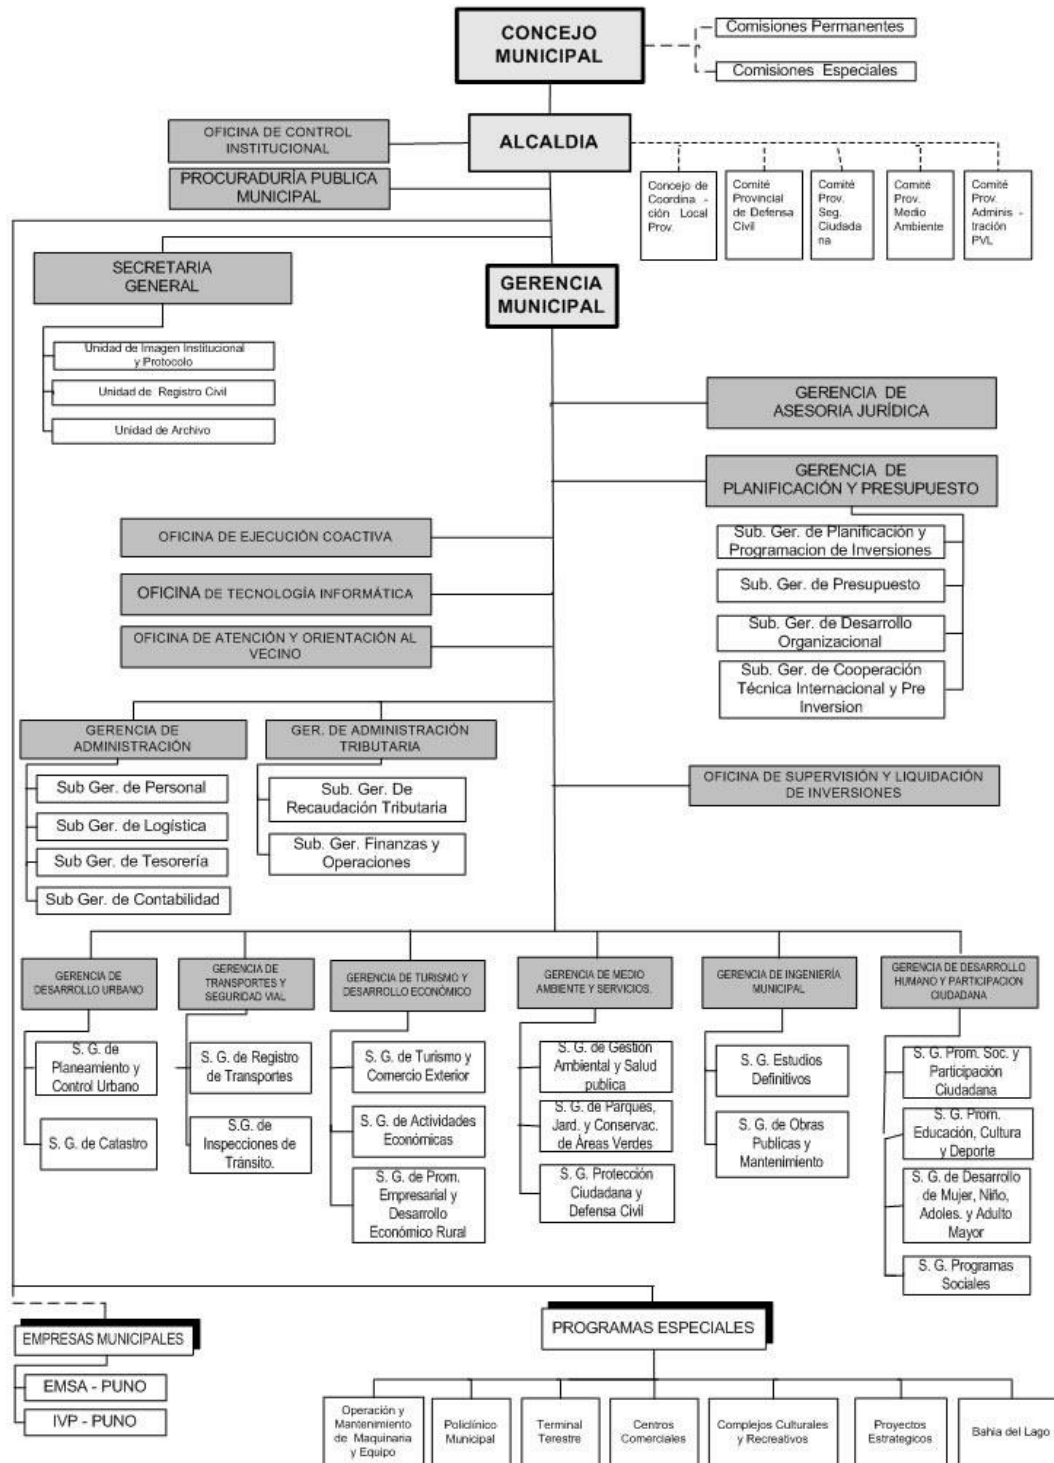 CONCEJO
MUNICIPAL
Comisiones Permanentes
Comisiones Especiales
ALCALDIA
OFICINA DE CONTROL
INSTITUCIONAL
PROCURADURÍA PUBLICA
MUNICIPAL
Concejo de
Coordina -
ción Local
Prov.
Comité
Provincial
de Defensa
Civil
Comité
Prov.
Seg.
Ciudada
na
Comité
Prov.
Medio
Ambiente
Comité
Prov.
Adminis -
tración
PVL
SECRETARIA
GENERAL
Unidad de Imagen Institucional
y Protocolo
Unidad de Registro Civil
Unidad de Archivo
GERENCIA
MUNICIPAL
GERENCIA DE
ASESORIA JURÍDICA
GERENCIA DE
PLANIFICACIÓN Y PRESUPUESTO
Sub. Ger. de Planificación y
Programacion de Inversiones
Sub. Ger. de Presupuesto
Sub. Ger. de Desarrollo
Organizacional
Sub. Ger. de Cooperación
Técnica Internacional y Pre
Inversion
OFICINA DE EJECUCIÓN COACTIVA
OFICINA DE TECNOLOGÍA INFORMÁTICA
OFICINA DE ATENCIÓN Y ORIENTACIÓN AL
VECINO
GERENCIA DE
ADMINISTRACIÓN
Sub Ger. de Personal
Sub Ger. de Logística
Sub Ger. de Tesorería
Sub Ger. de Contabilidad
GER. DE ADMINISTRACIÓN
TRIBUTARIA
Sub. Ger. De
Recaudación Tributaria
Sub. Ger. Finanzas y
Operaciones
OFICINA DE SUPERVISIÓN Y LIQUIDACIÓN
DE INVERSIONES
GERENCIA DE
DESARROLLO URBANO
S. G. de
Planeamiento y
Control Urbano
S. G. de Catastro
GERENCIA DE
TRANSPORTES Y
SEGURIDAD VIAL
S. G. de Registro
de Transportes
S.G. de
Inspecciones de
Tránsito.
GERENCIA DE TURISMO Y
DESARROLLO ECONÓMICO
S. G. de Turismo y
Comercio Exterior
S. G. de Actividades
Económicas
S. G. de Prom.
Empresarial y
Desarrollo
Económico Rural
GERENCIA DE MEDIO
AMBIENTE Y SERVICIOS.
S. G. de Gestión
Ambiental y Salud
publica
S. G. de Parques,
Jard. y Conservac.
de Áreas Verdes
S. G. Protección
Ciudadana y
Defensa Civil
GERENCIA DE INGENIERÍA
MUNICIPAL
S. G. Estudios
Definitivos
S. G. de Obras
Publicas y
Mantenimiento
GERENCIA DE DESARROLLO
HUMANO Y PARTICIPACION
CIUDADANA
S. G. Prom. Soc. y
Participación
Ciudadana
S. G. Prom.
Educación, Cultura
y Deporte
S. G. de Desarrollo
de Mujer, Niño,
Adoles. y Adulto
Mayor
S. G. Programas
Sociales
EMPRESAS MUNICIPALES
EMSA - PUNO
IVP - PUNO
PROGRAMAS ESPECIALES
Operación y
Mantenimiento
de Maquinaria
y Equipo
Policlínico
Municipal
Terminal
Terestre
Centros
Comerciales
Complejos Culturales
y Recreativos
Proyectos
Estrategicos
Bahia del Lago